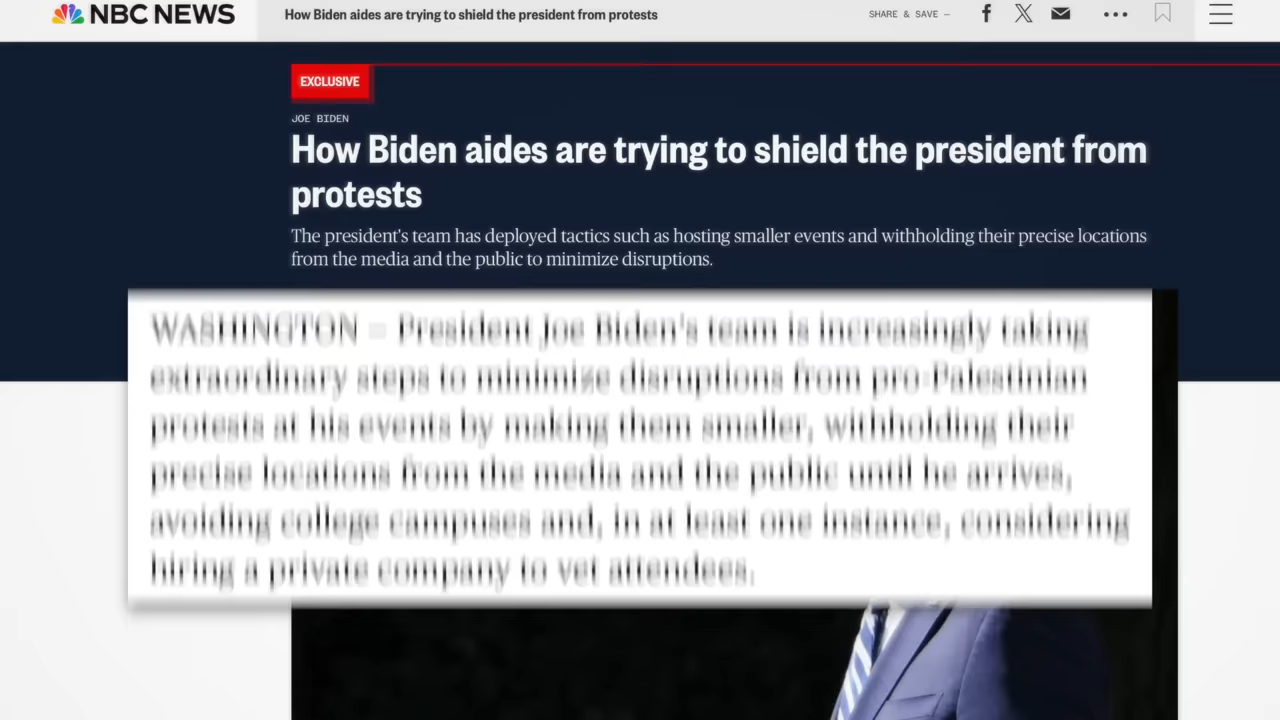 NBC NEWS
How Biden aides are trying to shield the president from protests
SHARE & SAVE —
EXCLUSIVE
JOE BIDEN
How Biden aides are trying to shield the president from
protests
The president's team has deployed tactics such as hosting smaller events and withholding their precise locations
from the media and the public to minimize disruptions.
WASHINGTON — President Joe Biden's team is increasingly taking
extraordinary steps to minimize disruptions from pro-Palestinian
protests at his events by making them smaller, withholding their
precise locations from the media and the public until he arrives,
avoiding college campuses and, in at least one instance, considering
hiring a private company to vet attendees.